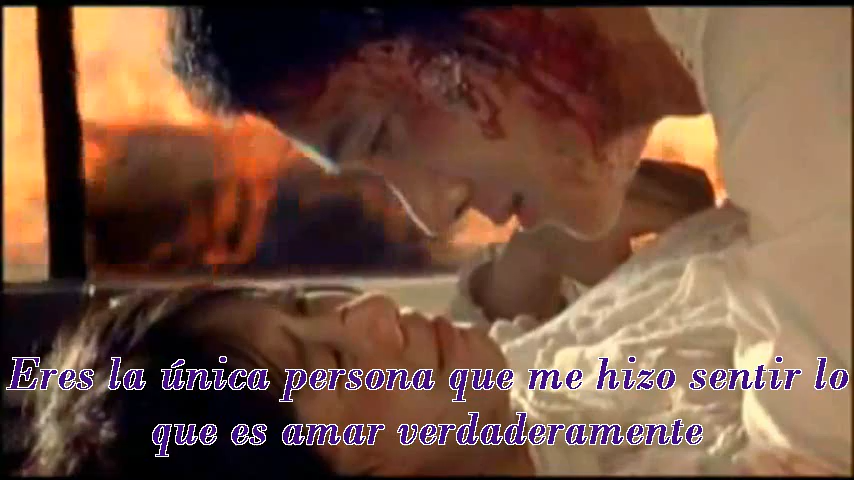 Eres la única persona que me hizo sentir lo
que es amar verdaderamente